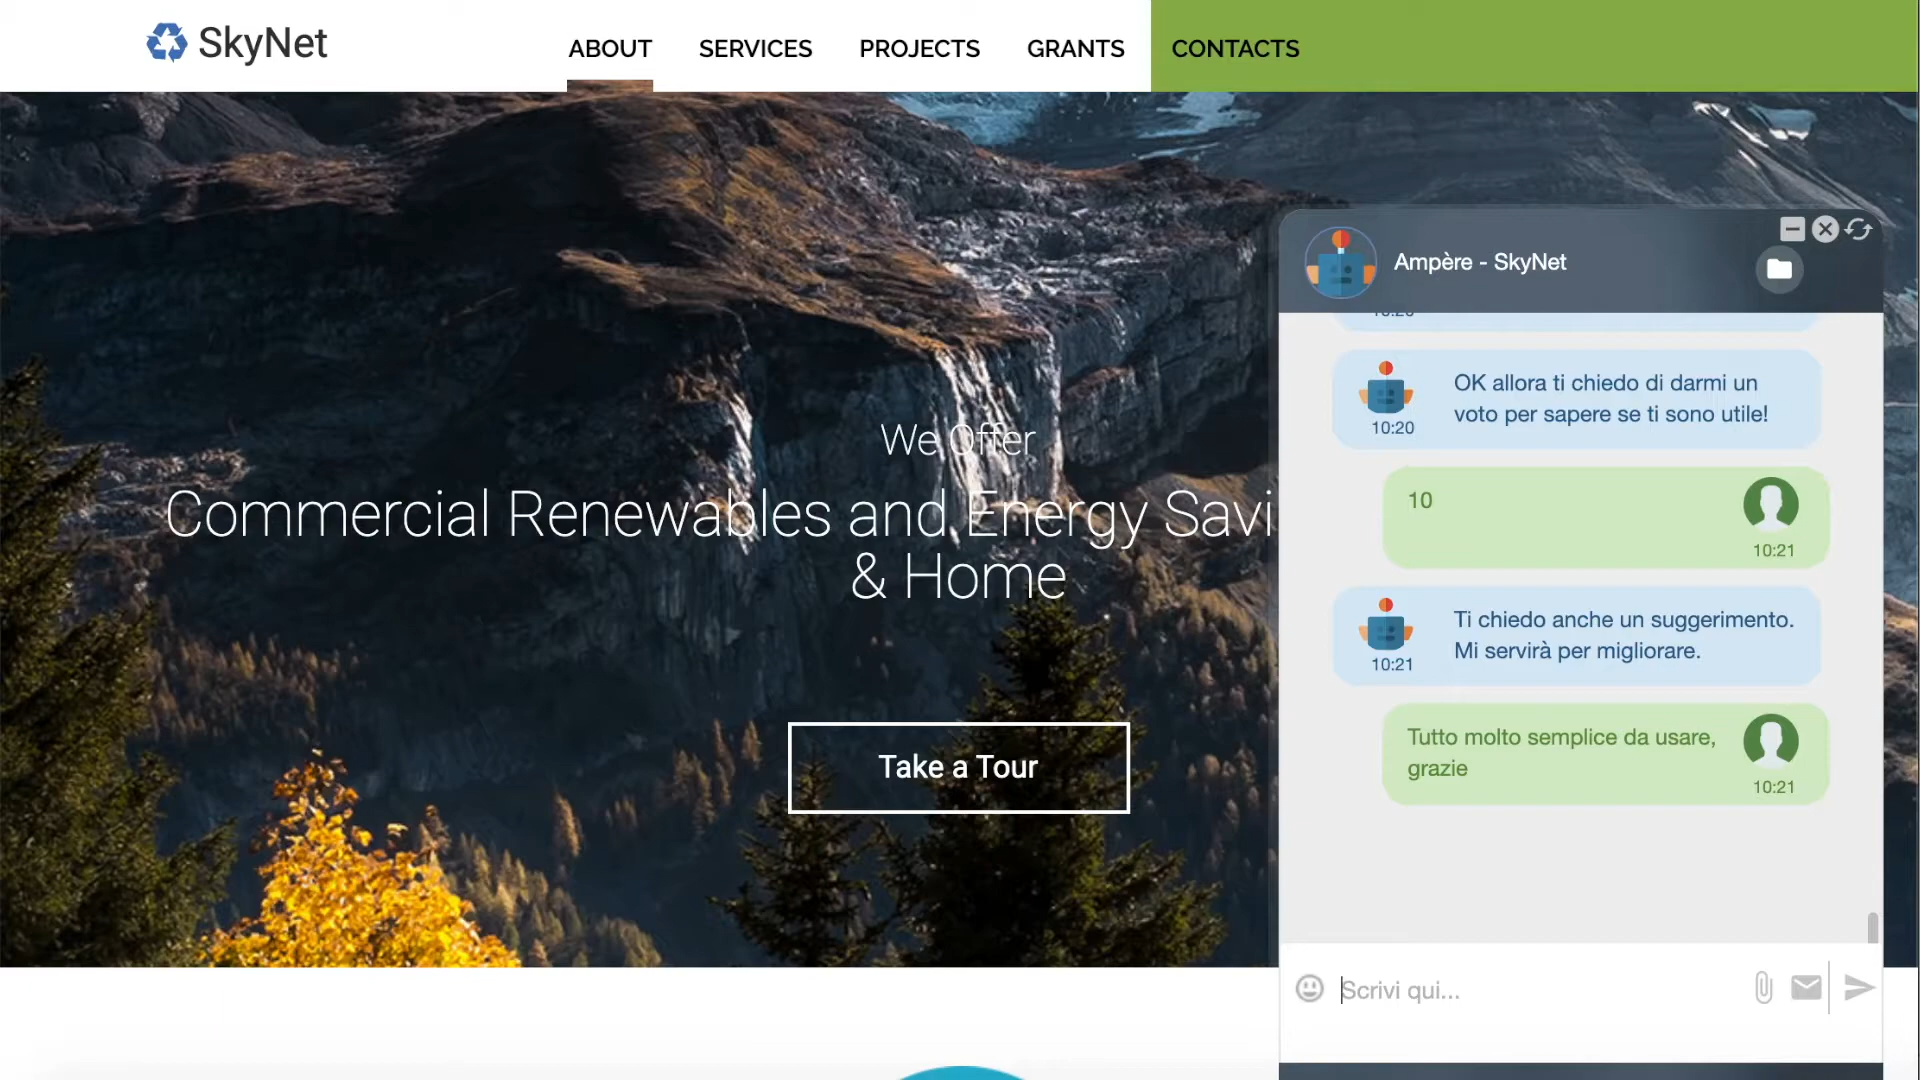 SkyNet
ABOUT
SERVICES
PROJECTS
GRANTS
CONTACTS
We Offer
Commercial Renewables and Energy Savi
& Home
Take a Tour
Ampère - SkyNet
OK allora ti chiedo di darmi un
voto per sapere se ti sono utile!
10:20
10
10:21
Ti chiedo anche un suggerimento.
Mi servirà per migliorare.
10:21
Tutto molto semplice da usare,
grazie
10:21
Scrivi qui...